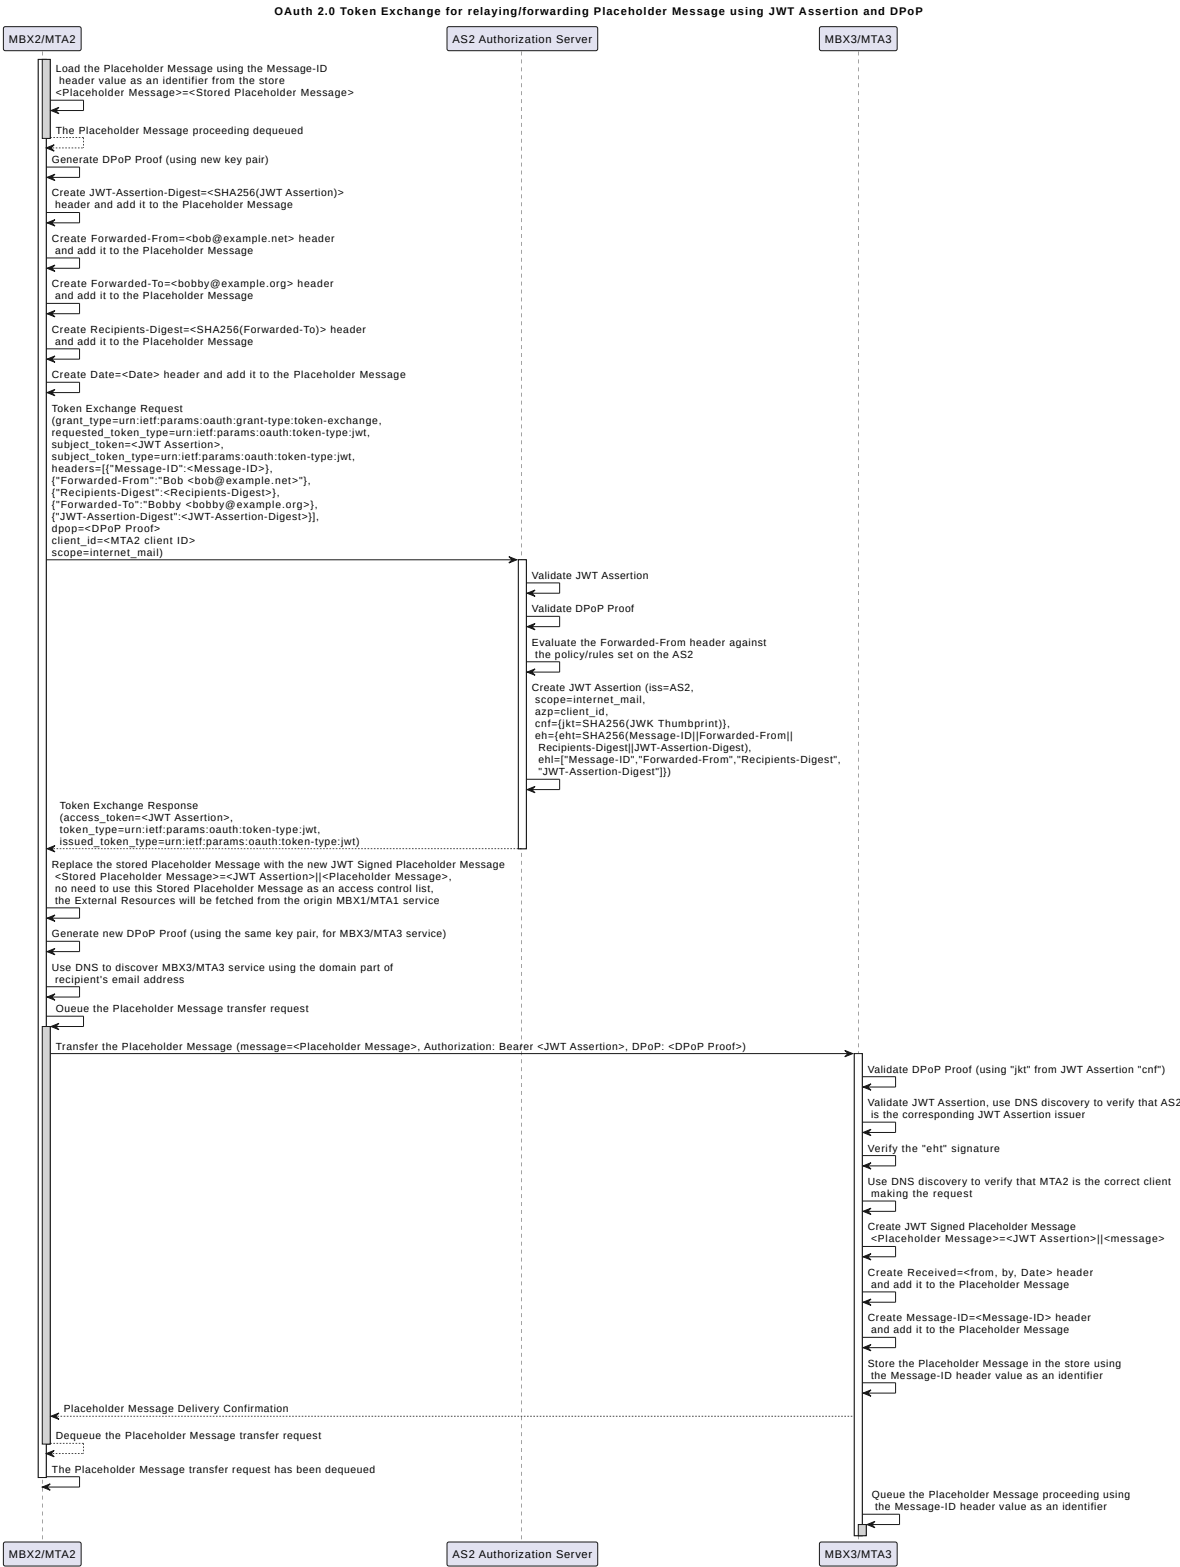 OAuth 2.0 Token Exchange for relaying/forwarding Placeholder Message using JWT Assertion and DPoP
MBX2/MTA2
AS2 Authorization Server
MBX3/MTA3
Load the Placeholder Message using the Message-ID
header value as an identifier from the store
<Placeholder Message>=<Stored Placeholder Message>
The Placeholder Message proceeding dequeued
Generate DPoP Proof (using new key pair)
Create JWT-Assertion-Digest=<SHA256(JWT Assertion)>
header and add it to the Placeholder Message
Create Forwarded-From=<bob@example.net> header
and add it to the Placeholder Message
Create Forwarded-To=<bobby@example.org> header
and add it to the Placeholder Message
Create Recipients-Digest=<SHA256(Forwarded-To)> header
and add it to the Placeholder Message
Create Date=<Date> header and add it to the Placeholder Message
Token Exchange Request
(grant_type=urn:ietf:params:oauth:grant-type:token-exchange,
requested_token_type=urn:ietf:params:oauth:token-type:jwt,
subject_token=<JWT Assertion>,
subject_token_type=urn:ietf:params:oauth:token-type:jwt,
headers=[{"Message-ID":<Message-ID>},
{"Forwarded-From":"Bob <bob@example.net>"},
{"Recipients-Digest":<Recipients-Digest>},
{"Forwarded-To":"Bobby <bobby@example.org>},
{"JWT-Assertion-Digest":<JWT-Assertion-Digest>}],
dpop=<DPoP Proof>
client_id=<MTA2 client ID>
scope=internet_mail)
Validate JWT Assertion
Validate DPoP Proof
Evaluate the Forwarded-From header against
the policy/rules set on the AS2
Create JWT Assertion (iss=AS2,
scope=internet_mail,
azp=client_id,
cnf={jkt=SHA256(JWK Thumbprint)},
eh={eht=SHA256(Message-ID||Forwarded-From||
Recipients-Digest||JWT-Assertion-Digest),
ehl=["Message-ID","Forwarded-From","Recipients-Digest",
"JWT-Assertion-Digest"]})
Token Exchange Response
(access_token=<JWT Assertion>,
token_type=urn:ietf:params:oauth:token-type:jwt,
issued_token_type=urn:ietf:params:oauth:token-type:jwt)
Replace the stored Placeholder Message with the new JWT Signed Placeholder Message
<Stored Placeholder Message>=<JWT Assertion>||<Placeholder Message>,
no need to use this Stored Placeholder Message as an access control list,
the External Resources will be fetched from the origin MBX1/MTA1 service
Generate new DPoP Proof (using the same key pair, for MBX3/MTA3 service)
Use DNS to discover MBX3/MTA3 service using the domain part of
recipient's email address
Queue the Placeholder Message transfer request
Transfer the Placeholder Message (message=<Placeholder Message>, Authorization: Bearer <JWT Assertion>, DPoP: <DPoP Proof>)
Validate DPoP Proof (using "jkt" from JWT Assertion "cnf")
Validate JWT Assertion, use DNS discovery to verify that AS2
is the corresponding JWT Assertion issuer
Verify the "eht" signature
Use DNS discovery to verify that MTA2 is the correct client
making the request
Create JWT Signed Placeholder Message
<Placeholder Message>=<JWT Assertion>||<message>
Create Received=<from, by, Date> header
and add it to the Placeholder Message
Create Message-ID=<Message-ID> header
and add it to the Placeholder Message
Store the Placeholder Message in the store using
the Message-ID header value as an identifier
Placeholder Message Delivery Confirmation
Dequeue the Placeholder Message transfer request
The Placeholder Message transfer request has been dequeued
Queue the Placeholder Message proceeding using
the Message-ID header value as an identifier
MBX2/MTA2
AS2 Authorization Server
MBX3/MTA3